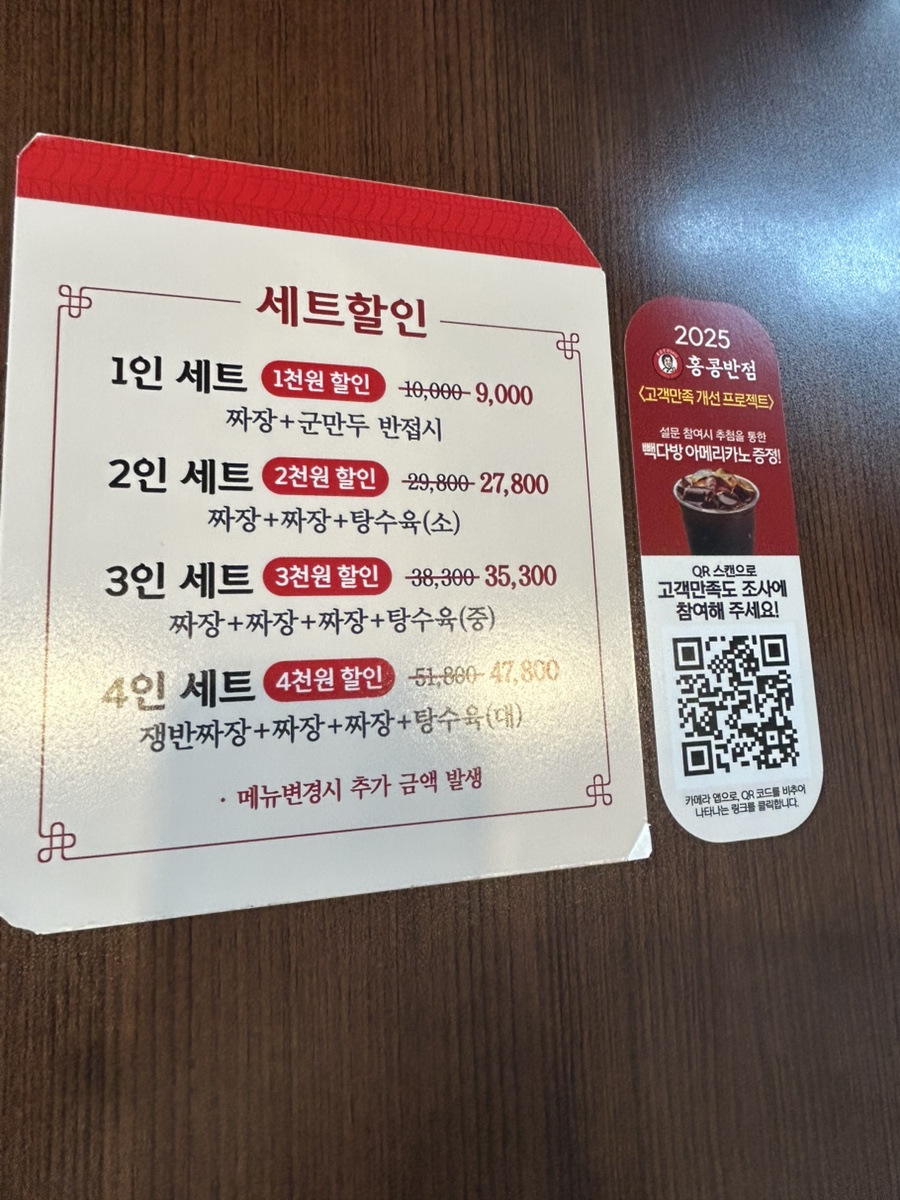 세트할인
1인 세트 1천원 할인 10,000 9,000
짜장+군만두 반접시
2인 세트 2천원 할인 29,800 27,800
짜장+짜장+탕수육(소)
3인 세트 3천원 할인 38,300 35,300
짜장+짜장+짜장+탕수육(중)
4인 세트 4천원 할인 51,800 47,800
쟁반짜장+짜장+짜장+탕수육(대)
· 메뉴변경시 추가 금액 발생
2025
홍콩반점
<고객만족 개선 프로젝트>
설문 참여시 추첨을 통한
빽다방 아메리카노 증정!
QR 스캔으로
고객만족도 조사에
참여해 주세요!
카메라 앱으로, QR 코드를 비추어
나타나는 링크를 클릭합니다.